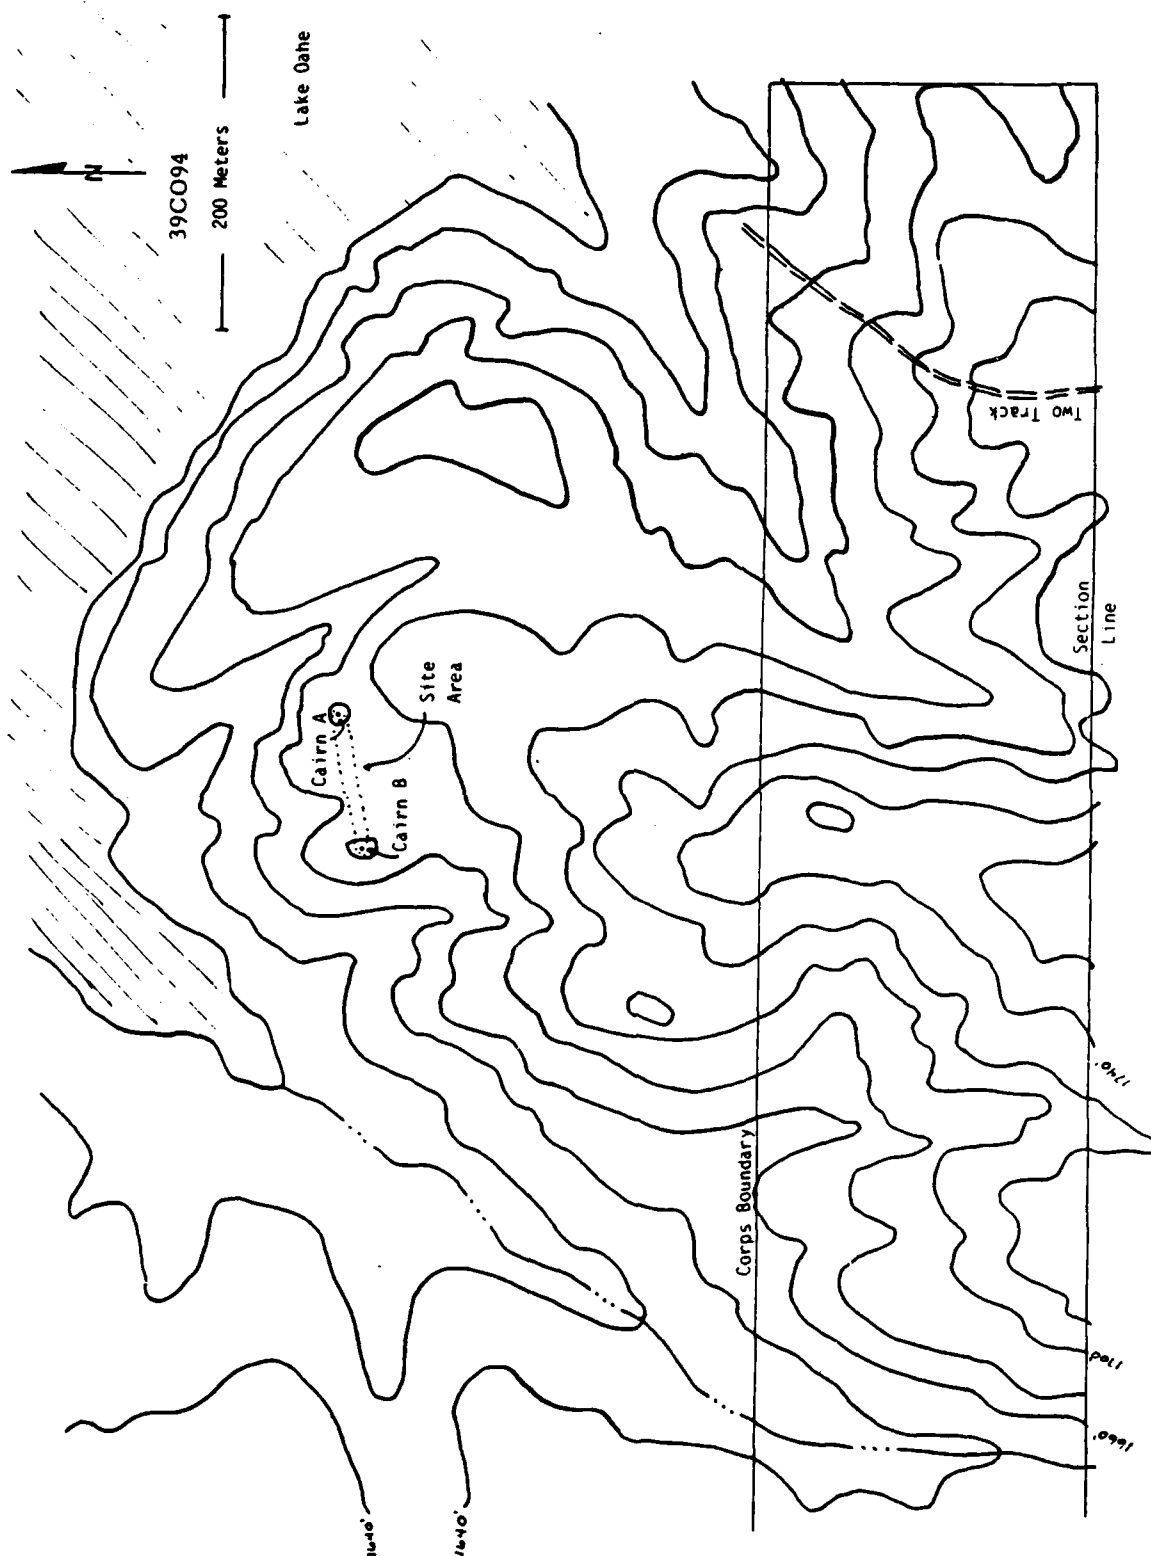 N
39CO94
200 Meters
Lake Oahe
Cairn A
Cairn B
Site
Area
Two Track
Section
Line
Corps Boundary
1740'
1700
1660'
1640'
1640'